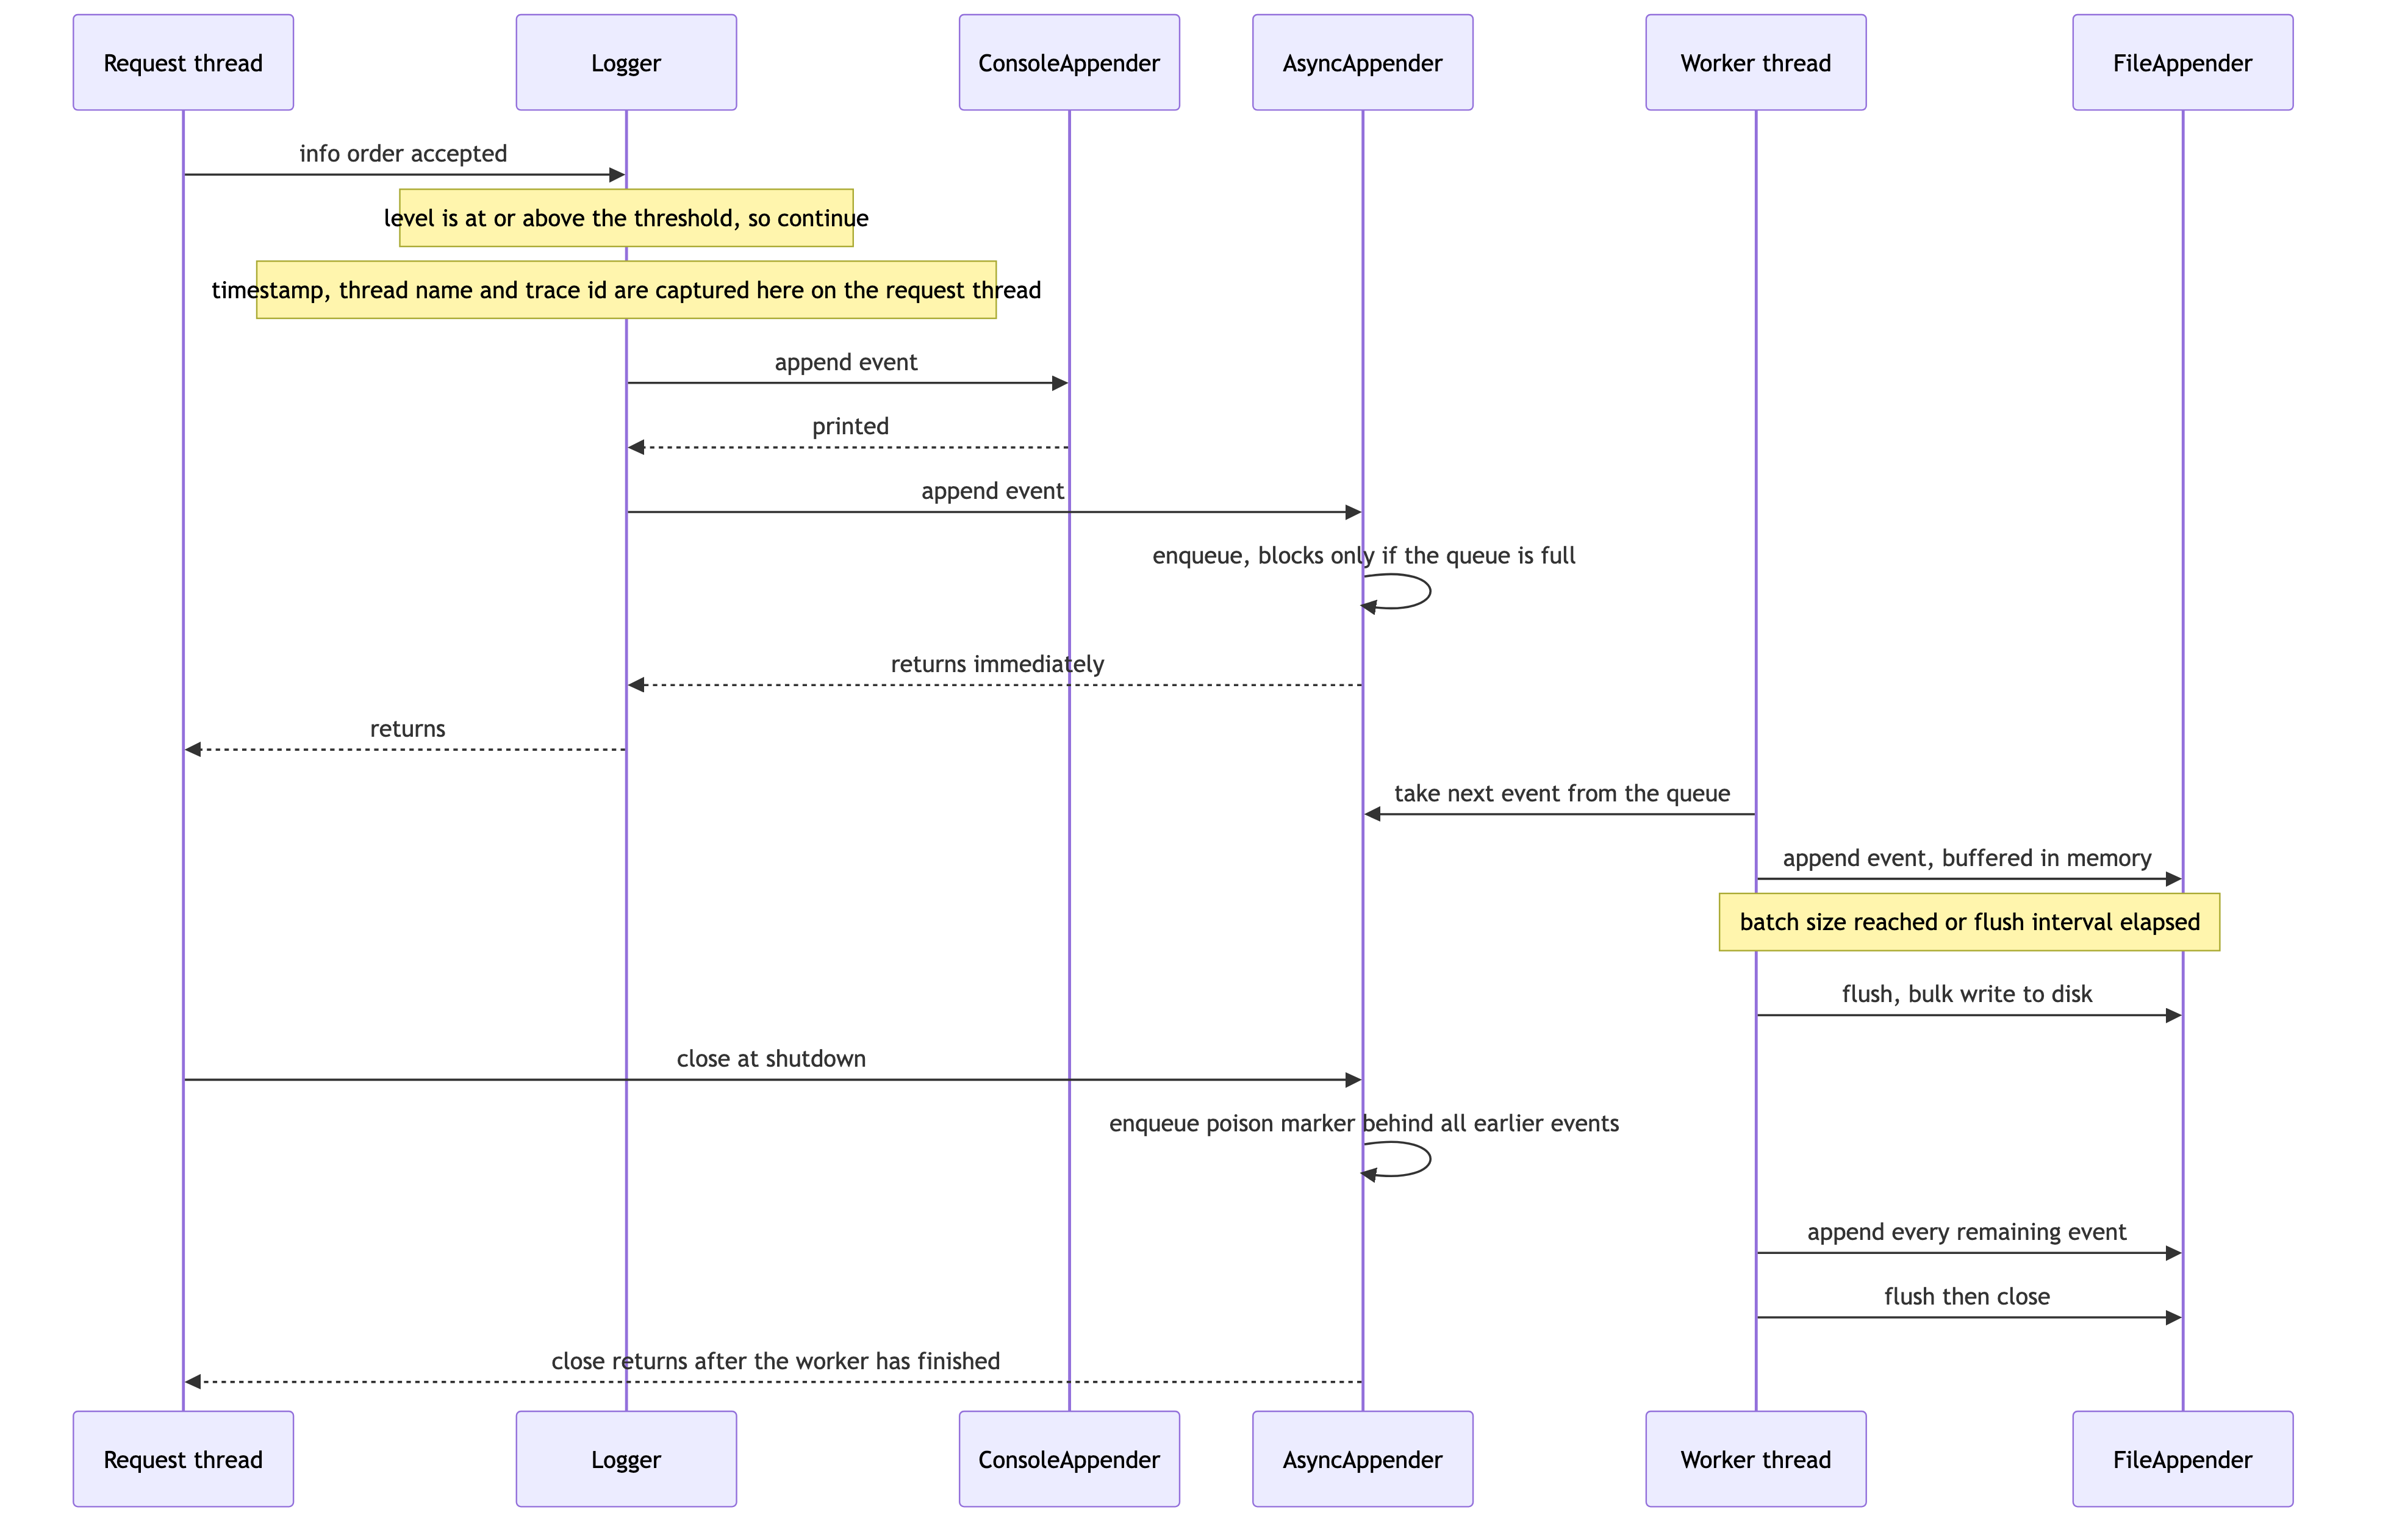 Request thread
Logger
ConsoleAppender
AsyncAppender
Worker thread
FileAppender
info order accepted
level is at or above the threshold, so continue
timestamp, thread name and trace id are captured here on the request thread
append event
printed
append event
enqueue, blocks only if the queue is full
returns immediately
returns
take next event from the queue
append event, buffered in memory
batch size reached or flush interval elapsed
flush, bulk write to disk
close at shutdown
enqueue poison marker behind all earlier events
append every remaining event
flush then close
close returns after the worker has finished
Request thread
Logger
ConsoleAppender
AsyncAppender
Worker thread
FileAppender